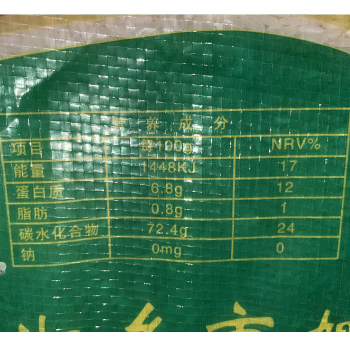 养成分
项目 每100g NRV%
能量 1448KJ 17
蛋白质 6.8g 12
脂肪 0.8g 1
碳水化合物 72.4g 24
钠 0mg 0